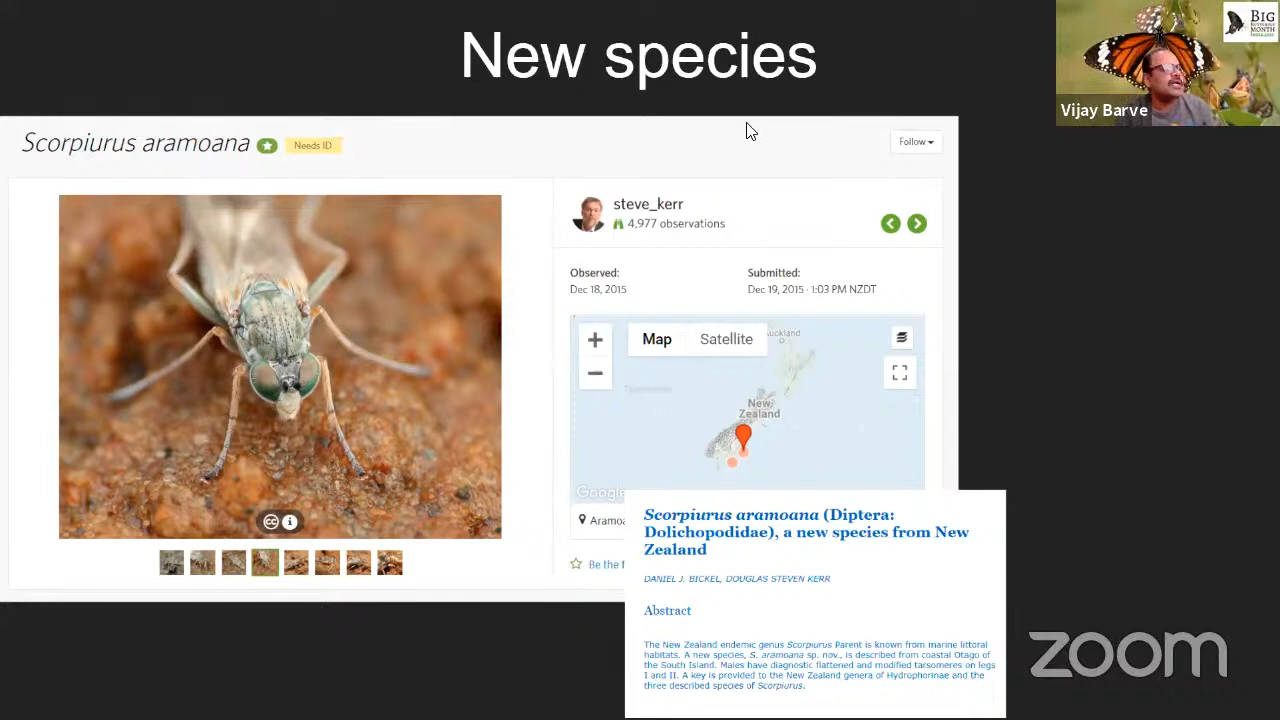 New species
BIG
BUTTERFLY
MONTH
Vijay Barve
Scorpiurus aramoana
Needs ID
Follow
steve_kerr
4,977 observations
Observed:
Submitted:
Dec 18, 2015
Dec 19, 2015 · 1:03 PM NZDT
Map
Satellite
Auckland
New
Zealand
Google
Aramoa
cc
i
Be the f
Scorpiurus aramoana (Diptera:
Dolichopodidae), a new species from New
Zealand
DANIEL J. BICKEL, DOUGLAS STEVEN KERR
Abstract
The New Zealand endemic genus Scorpiurus Parent is known from marine littoral
habitats. A new species, S. aramoana sp. nov., is described from coastal Otago of
the South Island. Males have diagnostic flattened and modified tarsomeres on legs
I and II. A key is provided to the New Zealand genera of Hydrophorinae and the
three described species of Scorpiurus.
zoom